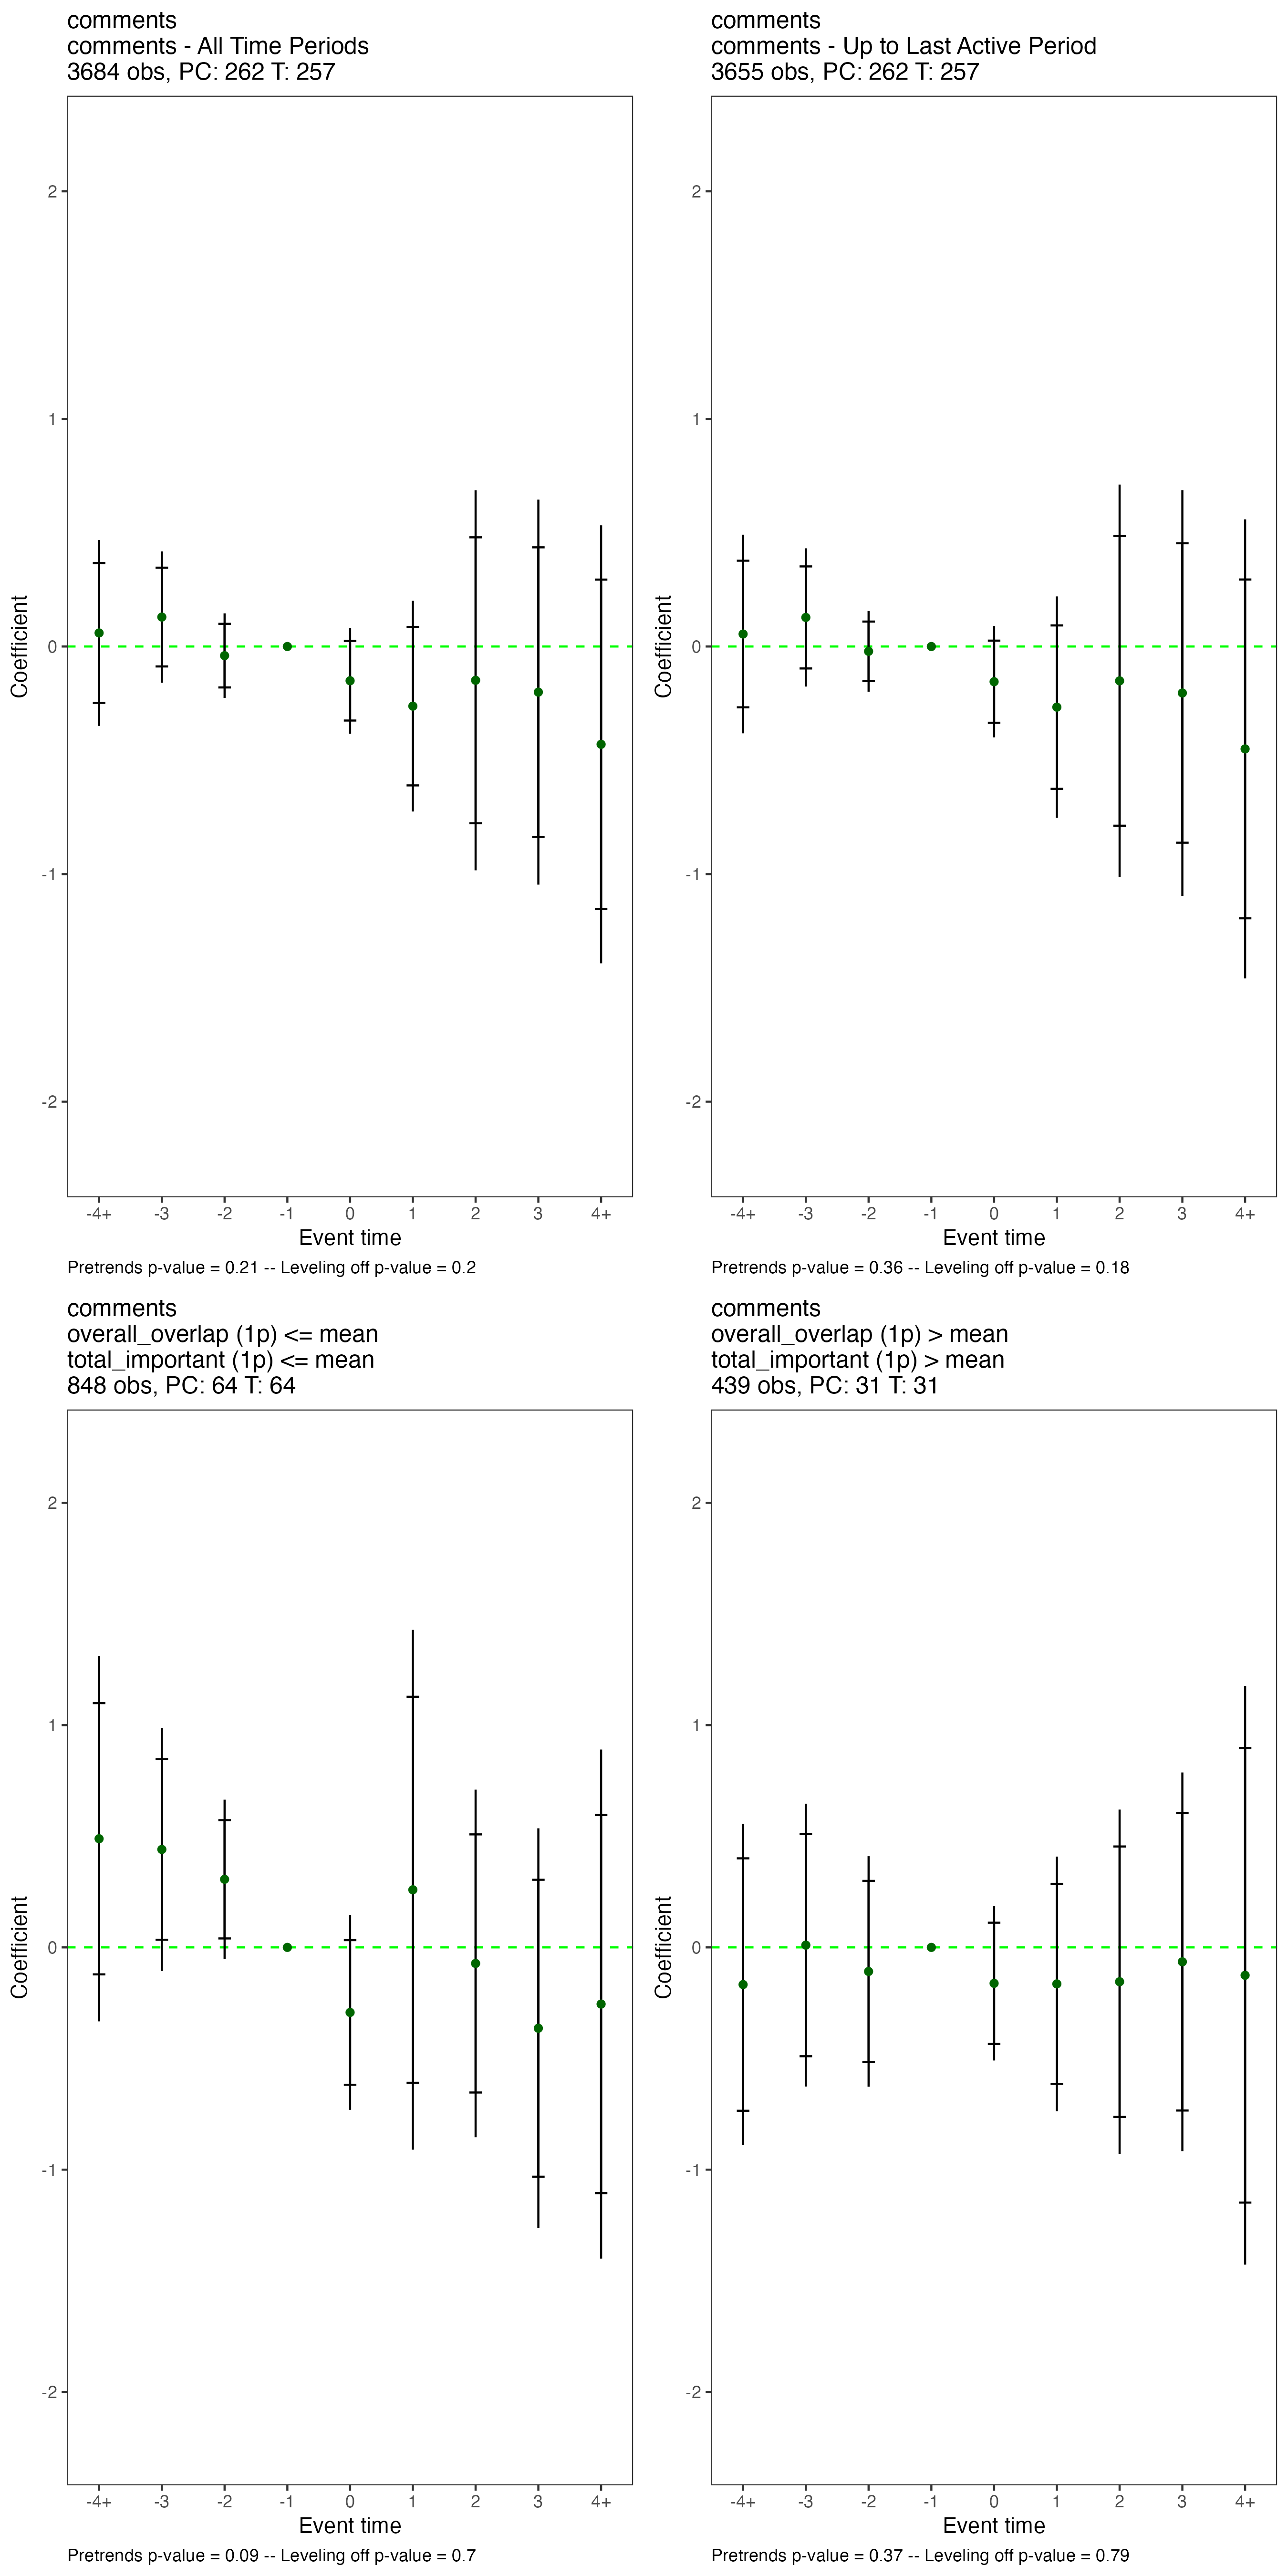 comments
comments - All Time Periods
3684 obs, PC: 262 T: 257
Coefficient
2
1
0
-1
-2
-4+ -3 -2 -1 0 1 2 3 4+
Event time
Pretrends p-value = 0.21 -- Leveling off p-value = 0.2
comments
comments - Up to Last Active Period
3655 obs, PC: 262 T: 257
Coefficient
2
1
0
-1
-2
-4+ -3 -2 -1 0 1 2 3 4+
Event time
Pretrends p-value = 0.36 -- Leveling off p-value = 0.18
comments
overall_overlap (1p) <= mean
total_important (1p) <= mean
848 obs, PC: 64 T: 64
Coefficient
2
1
0
-1
-2
-4+ -3 -2 -1 0 1 2 3 4+
Event time
Pretrends p-value = 0.09 -- Leveling off p-value = 0.7
comments
overall_overlap (1p) > mean
total_important (1p) > mean
439 obs, PC: 31 T: 31
Coefficient
2
1
0
-1
-2
-4+ -3 -2 -1 0 1 2 3 4+
Event time
Pretrends p-value = 0.37 -- Leveling off p-value = 0.79